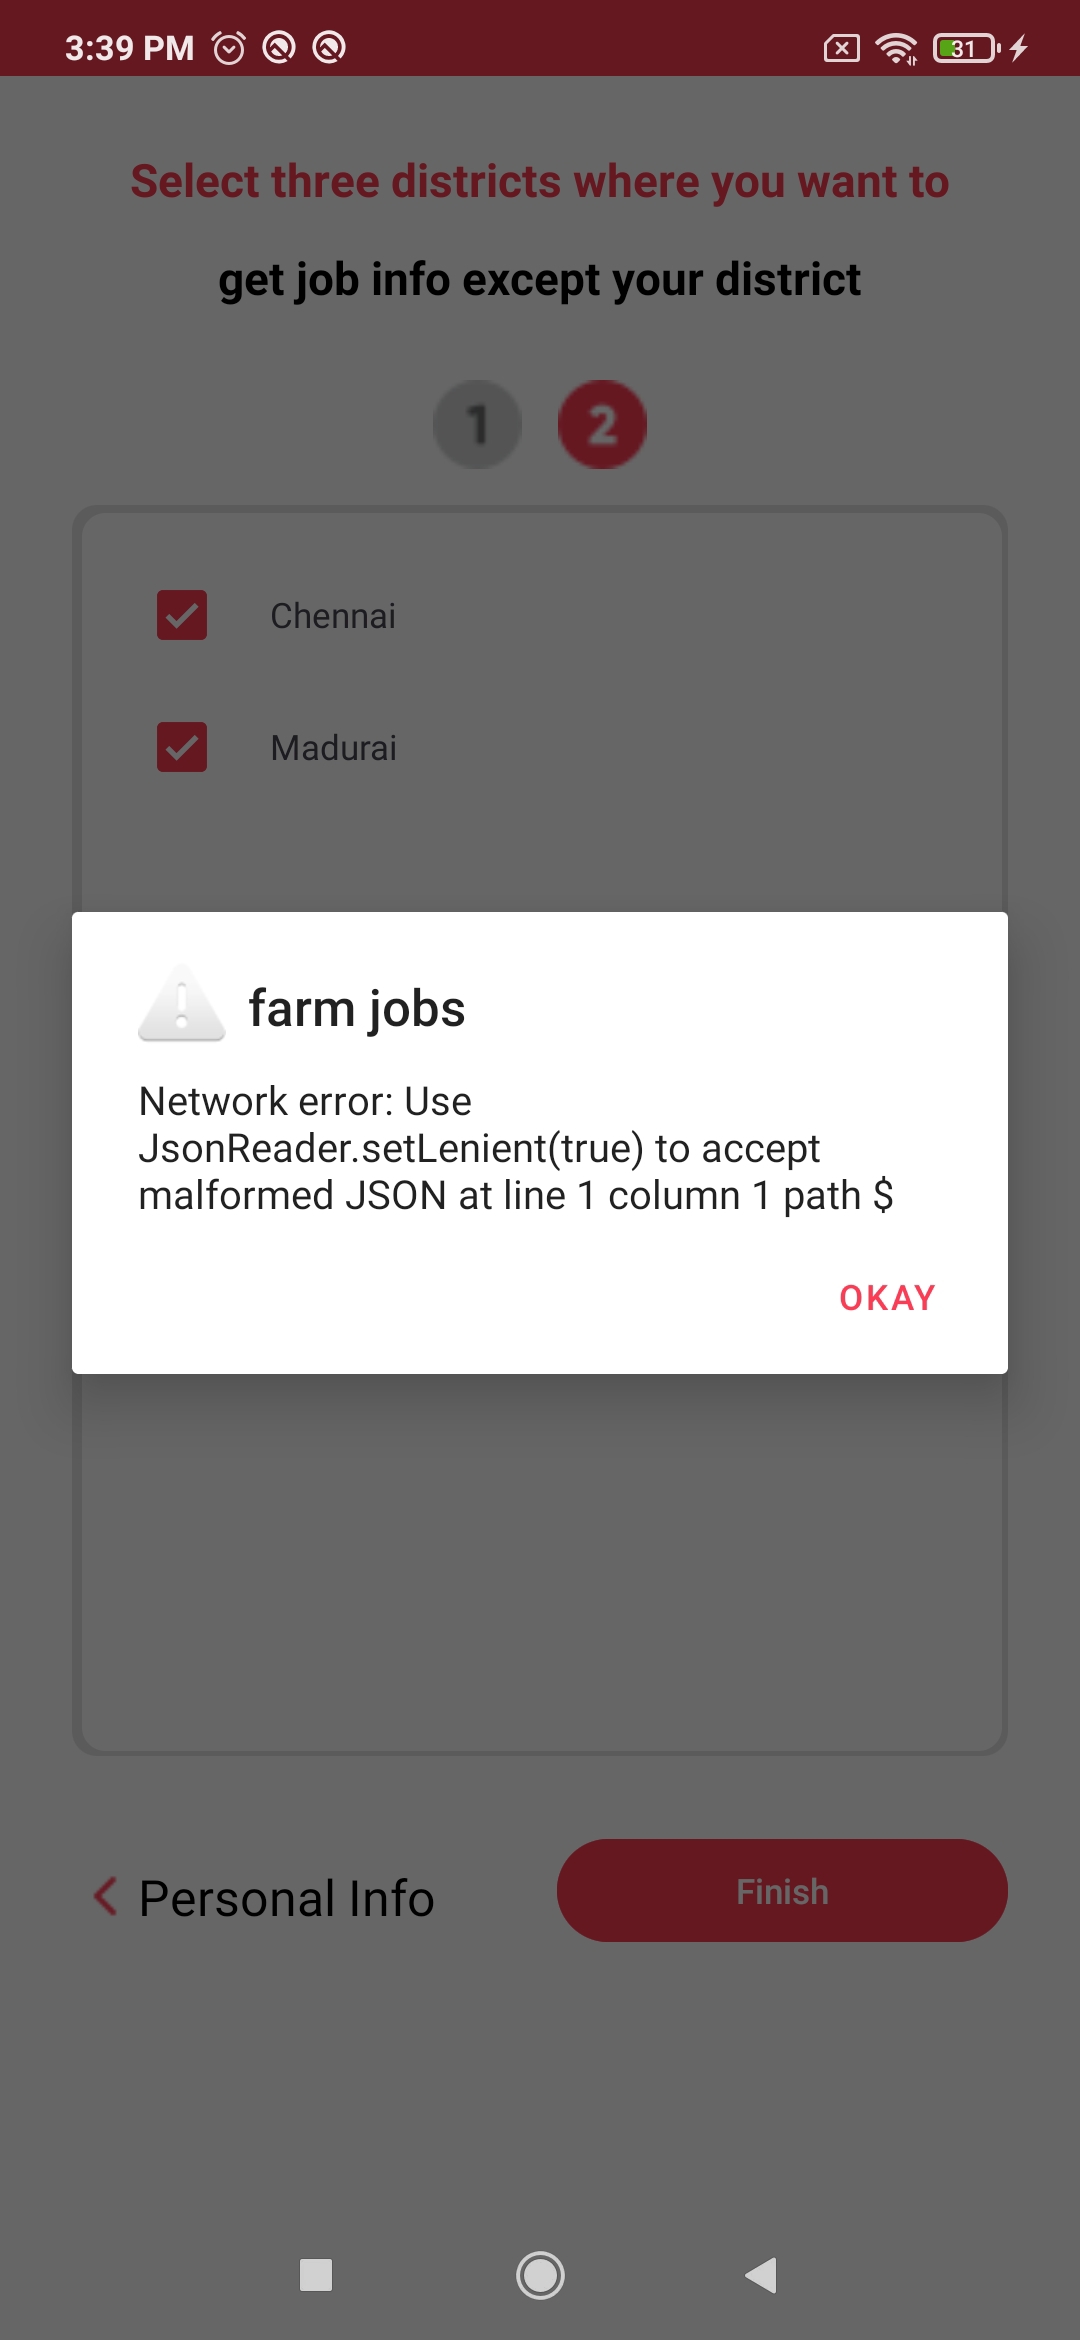 3:39 PM
31
Select three districts where you want to
get job info except your district
1 2
Chennai
Madurai
farm jobs
Network error: Use
JsonReader.setLenient(true) to accept
malformed JSON at line 1 column 1 path $
OKAY
Personal Info
Finish